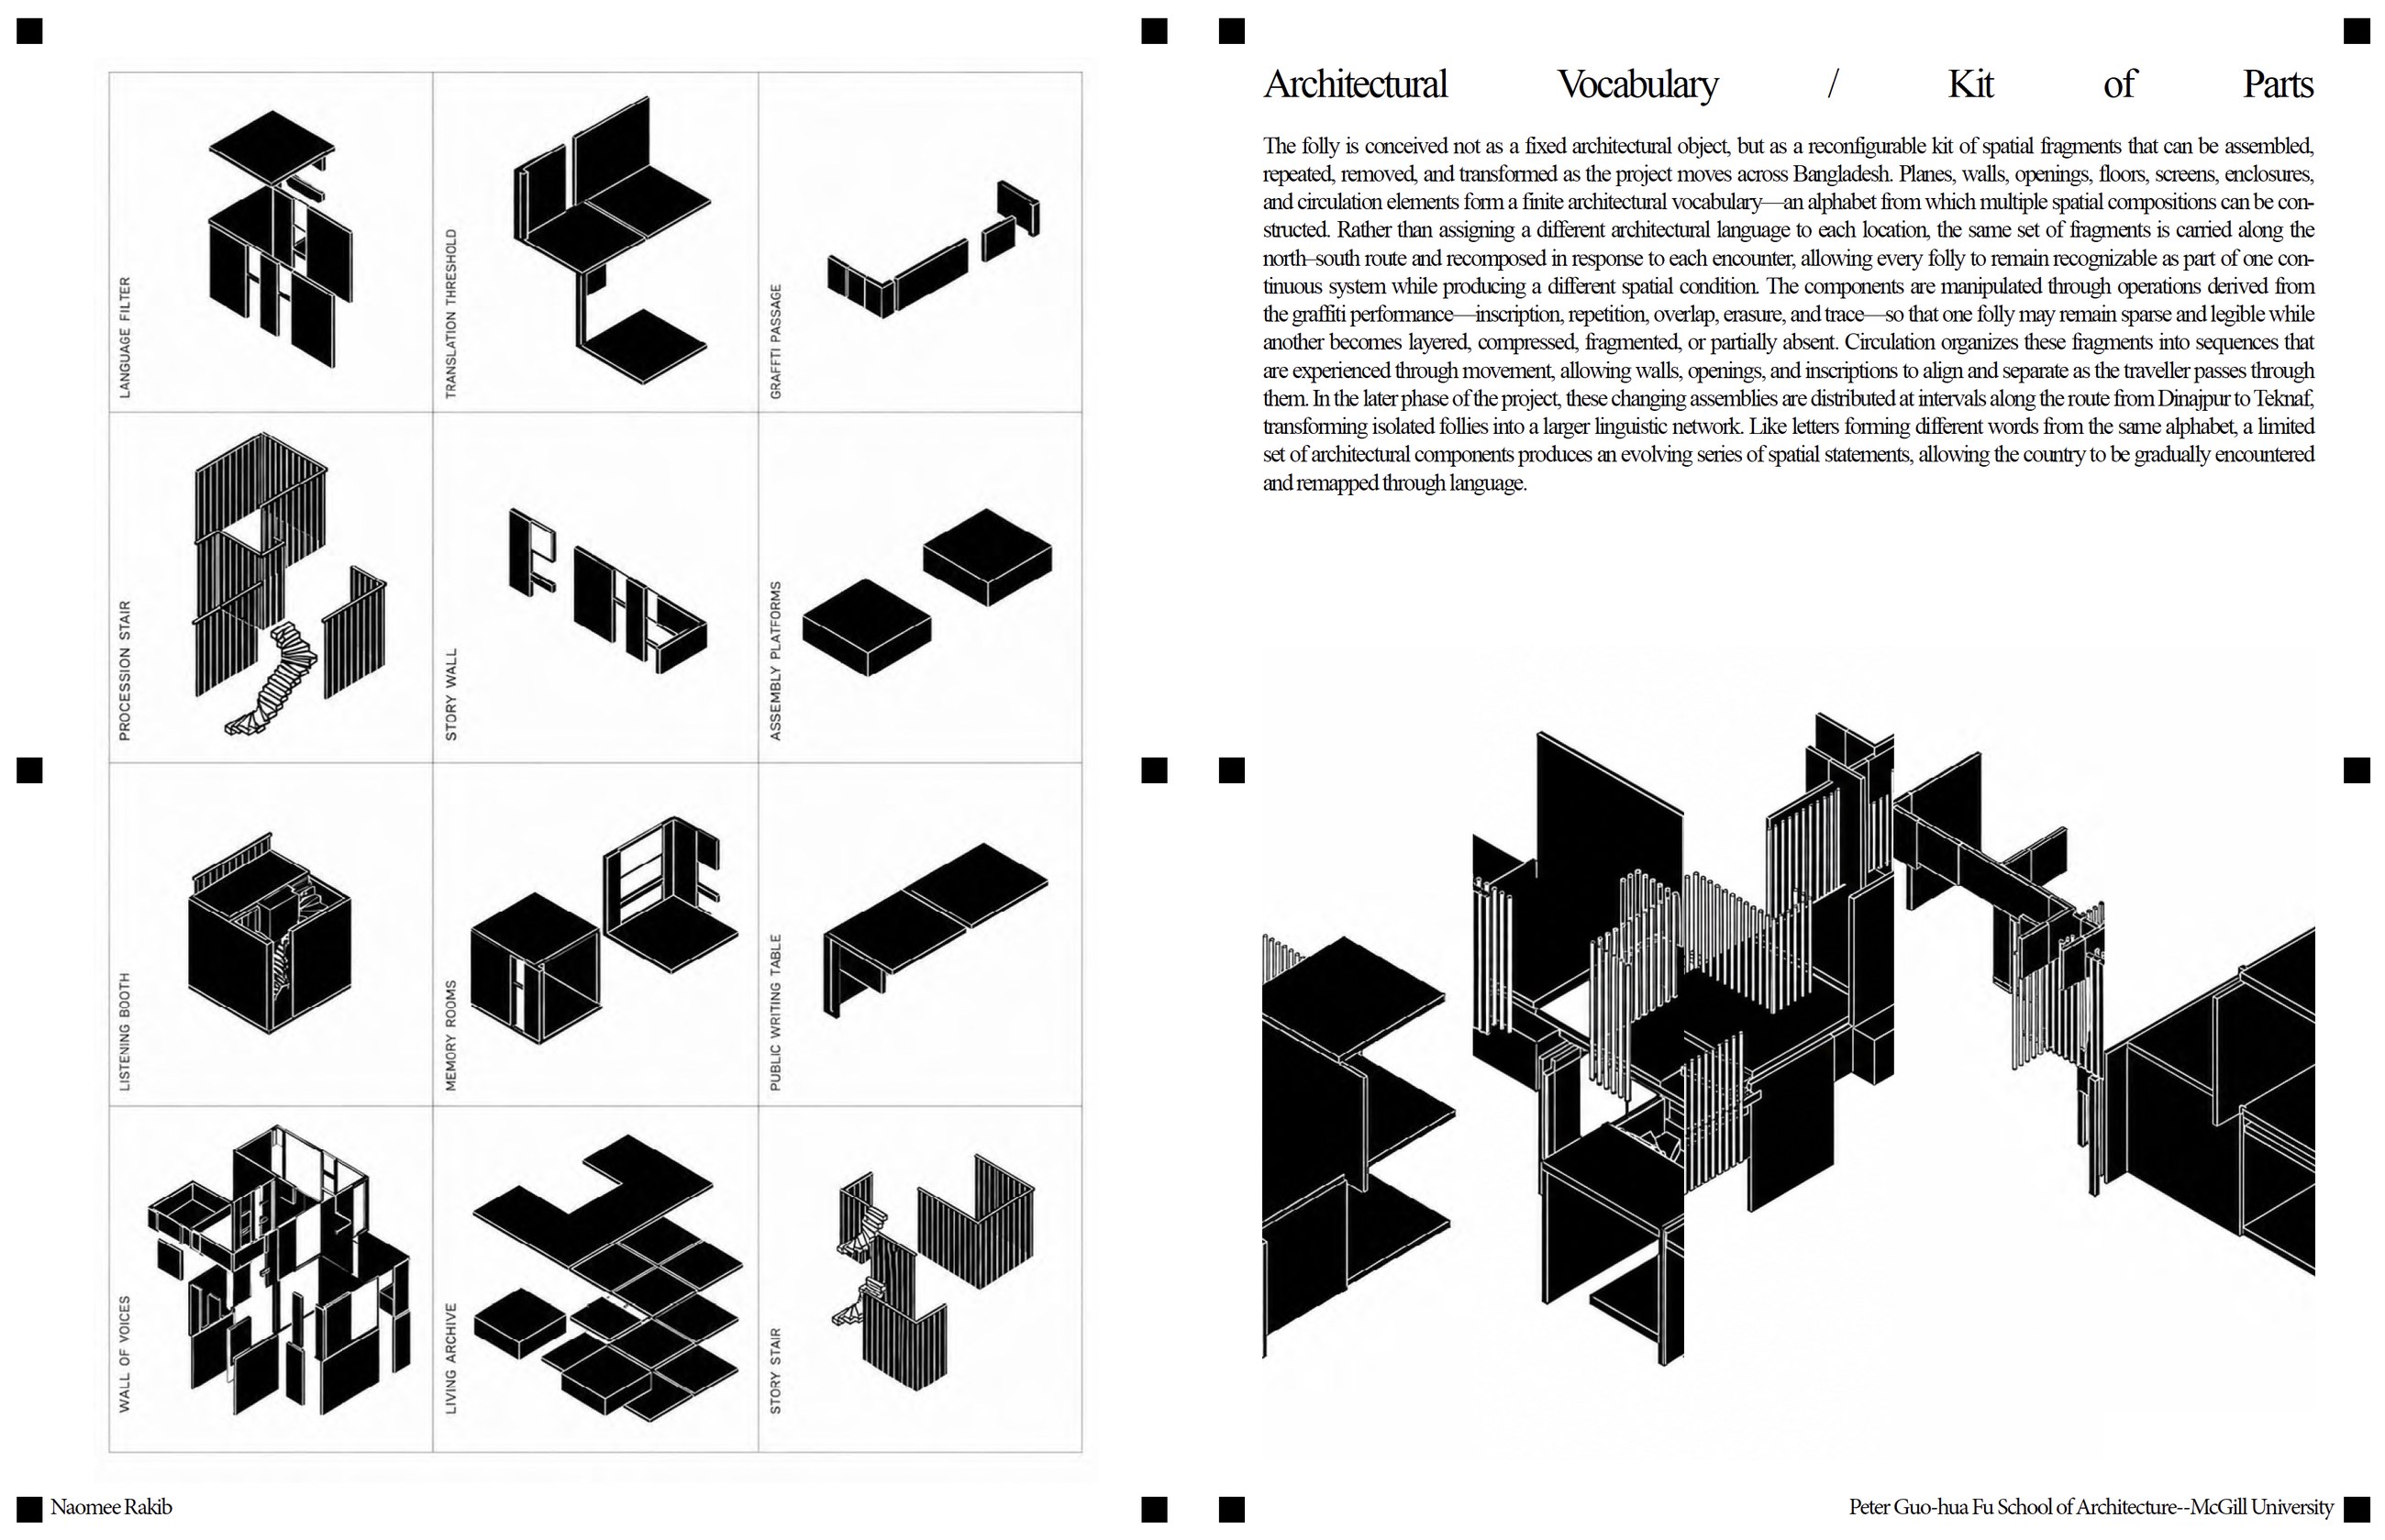 LANGUAGE FILTER
TRANSLATION THRESHOLD
GRAFFTI PASSAGE
PROCESSION STAIR
STORY WALL
ASSEMBLY PLATFORMS
LISTENING BOOTH
MEMORY ROOMS
PUBLIC WRITING TABLE
WALL OF VOICES
LIVING ARCHIVE
STORY STAIR
Naomee Rakib
Architectural Vocabulary / Kit of Parts
The folly is conceived not as a fixed architectural object, but as a reconfigurable kit of spatial fragments that can be assembled,
repeated, removed, and transformed as the project moves across Bangladesh. Planes, walls, openings, floors, screens, enclosures,
and circulation elements form a finite architectural vocabulary—an alphabet from which multiple spatial compositions can be con-
structed. Rather than assigning a different architectural language to each location, the same set of fragments is carried along the
north–south route and recomposed in response to each encounter, allowing every folly to remain recognizable as part of one con-
tinuous system while producing a different spatial condition. The components are manipulated through operations derived from
the graffiti performance—inscription, repetition, overlap, erasure, and trace—so that one folly may remain sparse and legible while
another becomes layered, compressed, fragmented, or partially absent. Circulation organizes these fragments into sequences that
are experienced through movement, allowing walls, openings, and inscriptions to align and separate as the traveller passes through
them. In the later phase of the project, these changing assemblies are distributed at intervals along the route from Dinajpur to Teknaf,
transforming isolated follies into a larger linguistic network. Like letters forming different words from the same alphabet, a limited
set of architectural components produces an evolving series of spatial statements, allowing the country to be gradually encountered
and remapped through language.
Peter Guo-hua Fu School of Architecture--McGill University